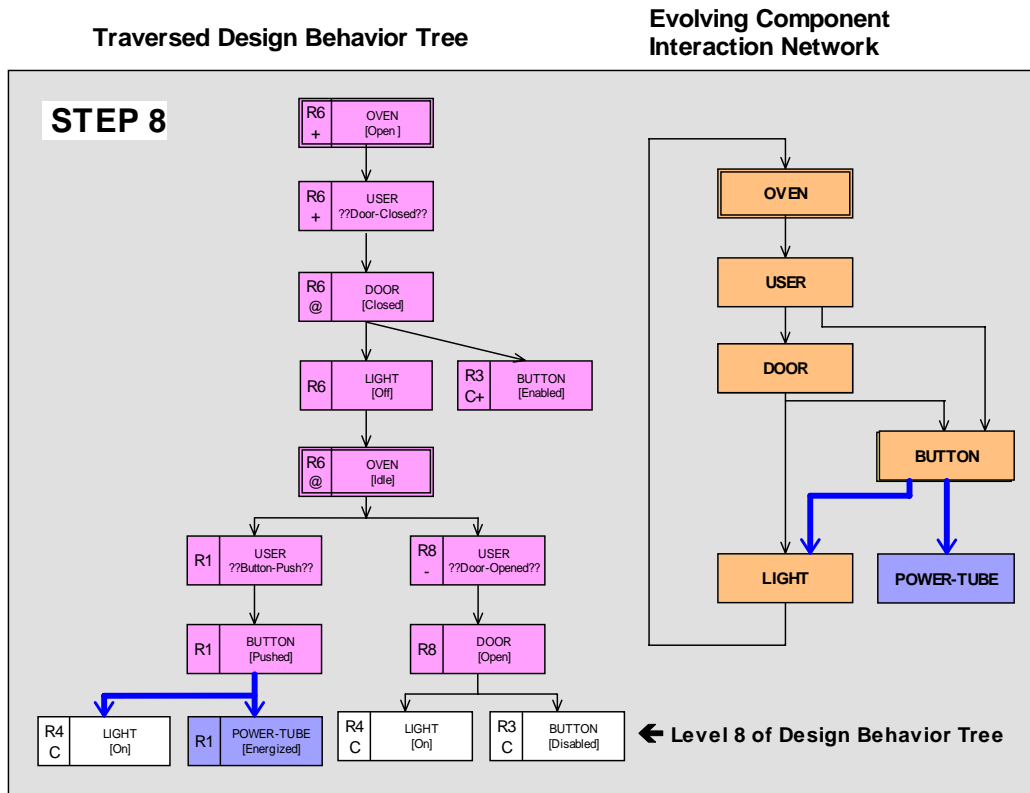 Traversed Design Behavior Tree
Evolving Component
Interaction Network
STEP 8
R6
+
OVEN
[Open ]
R6
+
USER
??Door-Closed??
R6
@
DOOR
[Closed]
R6
LIGHT
[Off]
R3
C+
BUTTON
[Enabled]
R6
@
OVEN
[Idle]
R1
USER
??Button-Push??
R8
-
USER
??Door-Opened??
R1
BUTTON
[Pushed]
R8
DOOR
[Open]
R4
C
LIGHT
[On]
R1
POWER-TUBE
[Energized]
R4
C
LIGHT
[On]
R3
C
BUTTON
[Disabled]
Level 8 of Design Behavior Tree
OVEN
USER
DOOR
BUTTON
LIGHT
POWER-TUBE